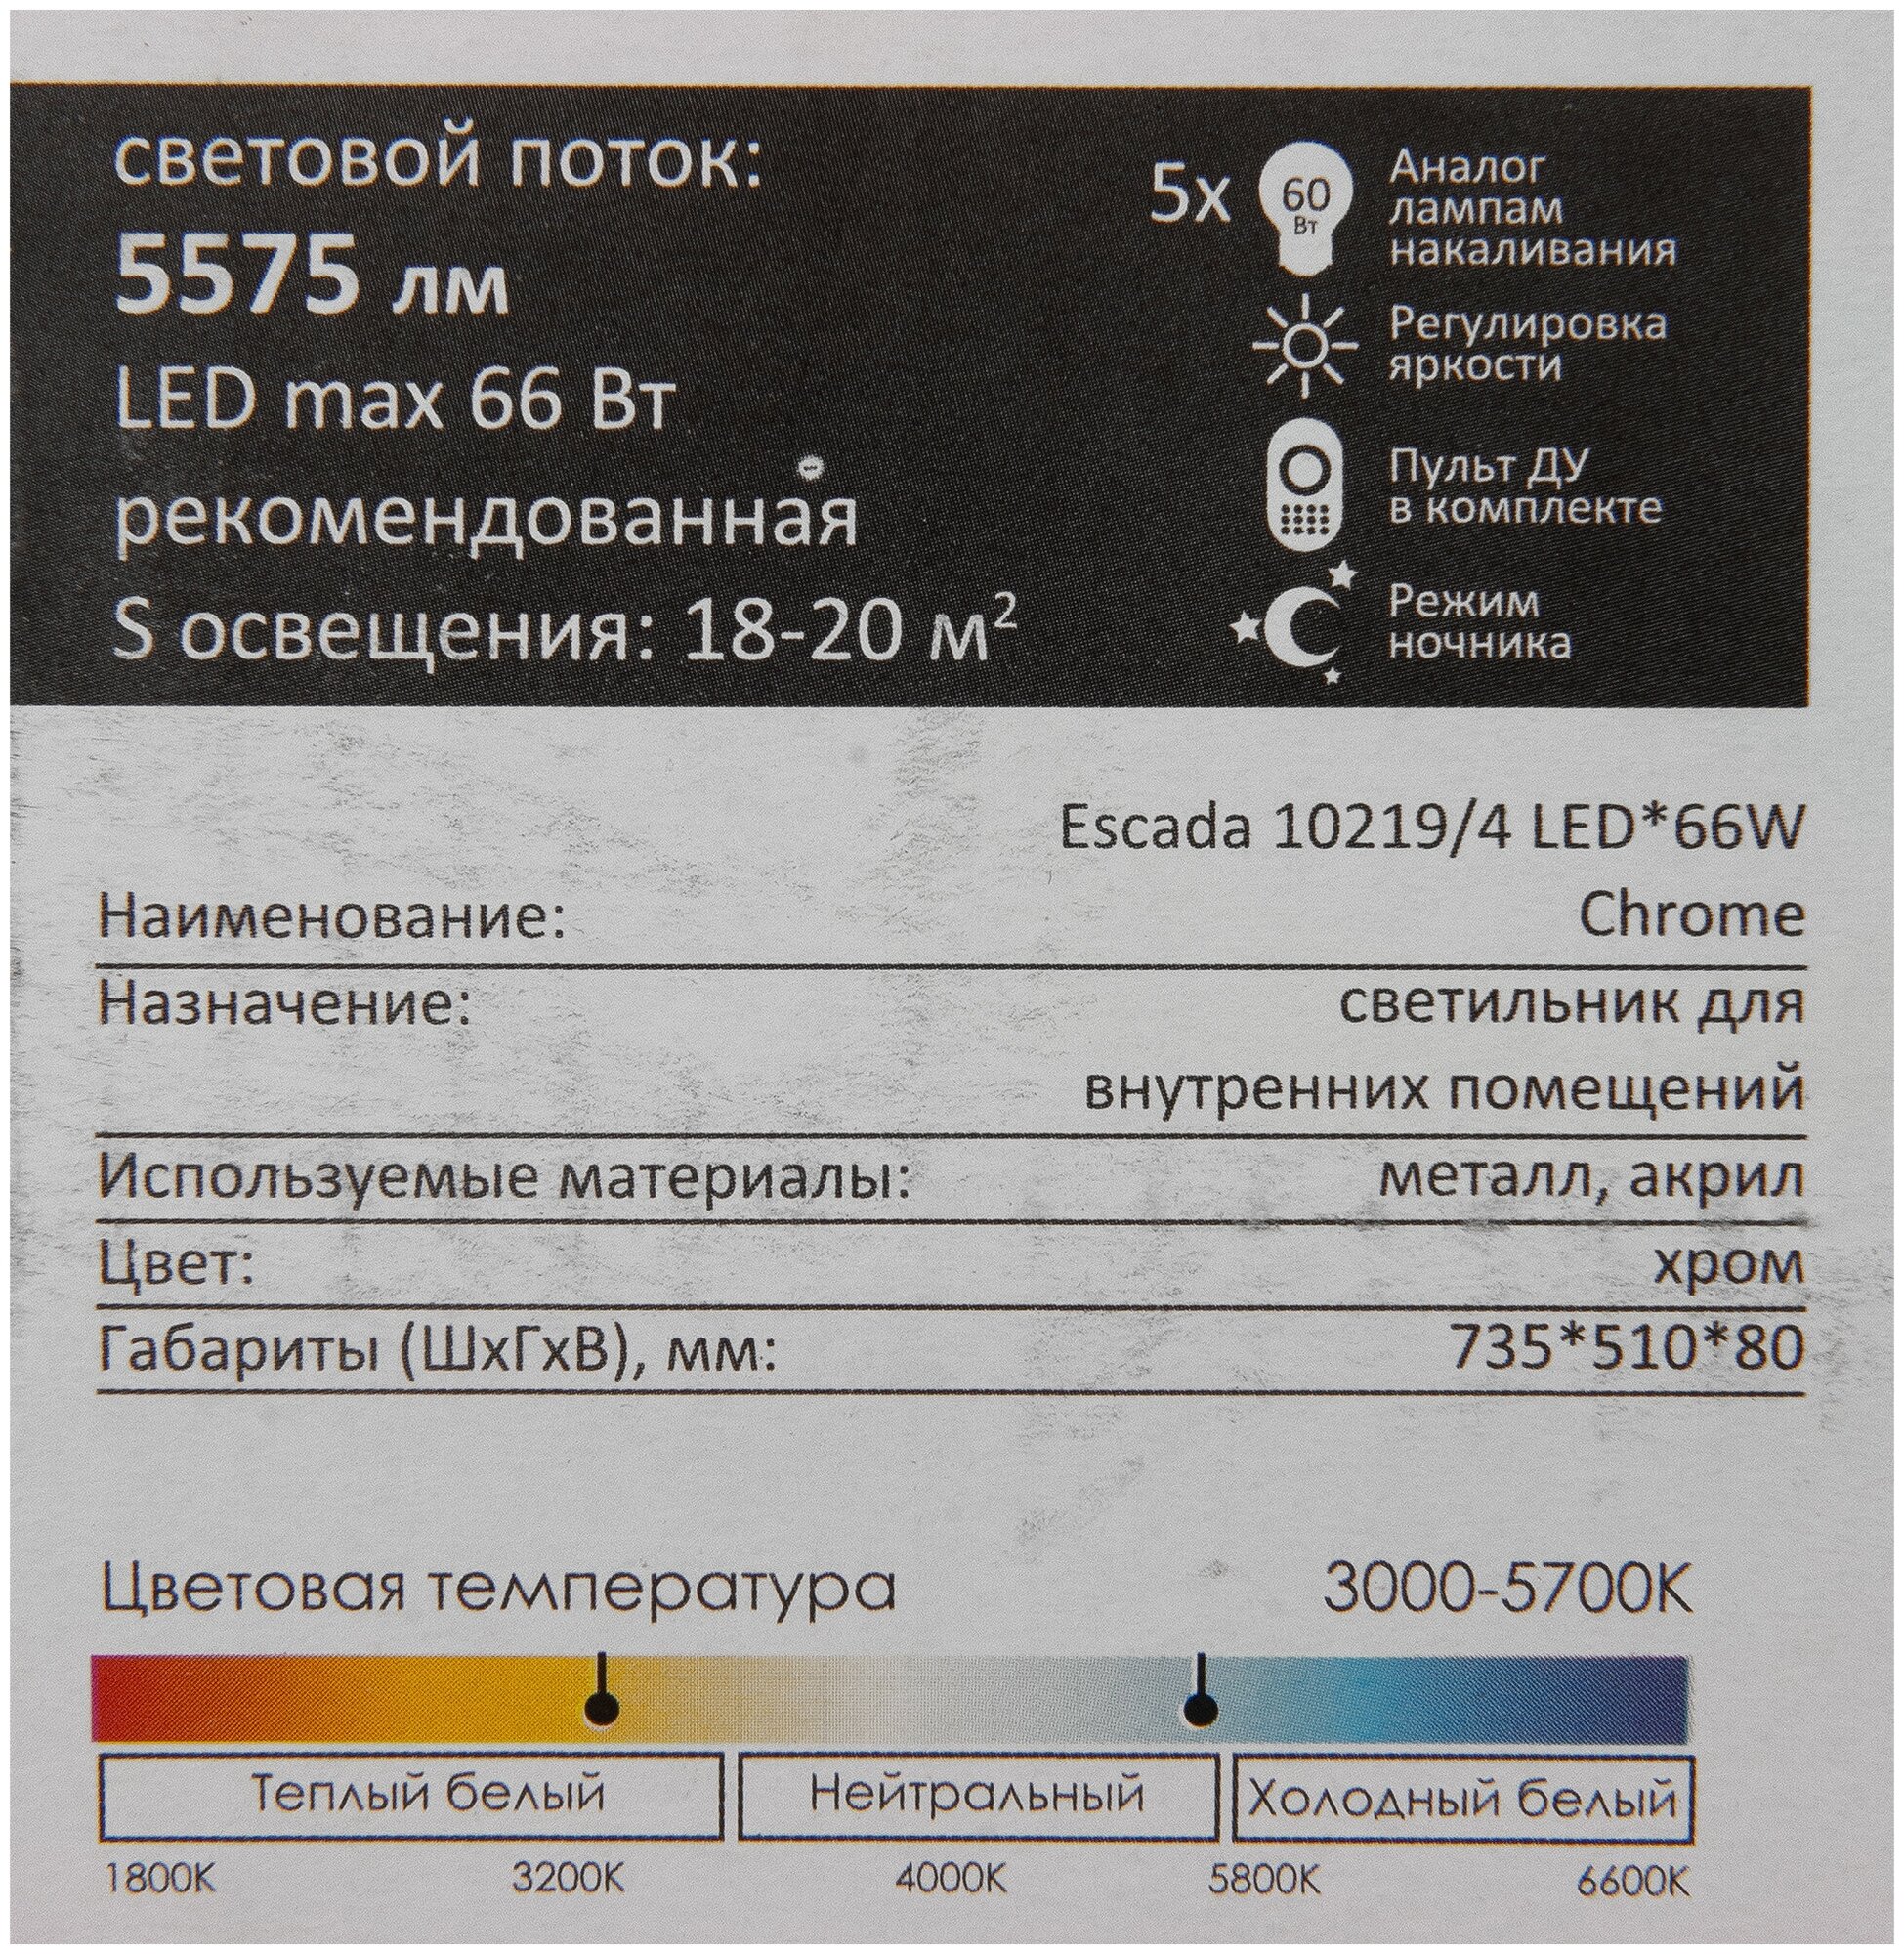 световой поток:
5575 лм
LED max 66 Вт
рекомендованная
S освещения: 18-20 м²
5x
60
Вт
Аналог
лампам
накаливания
Регулировка
яркости
Пульт ДУ
в комплекте
Режим
ночника
Escada 10219/4 LED*66W
Наименование: Chrome
Назначение: светильник для
внутренних помещений
Используемые материалы: металл, акрил
Цвет: хром
Габариты (ШхГхВ), мм: 735*510*80
Цветовая температура 3000-5700K
Теплый белый Нейтральный Холодный белый
1800K 3200K 4000K 5800K 6600K